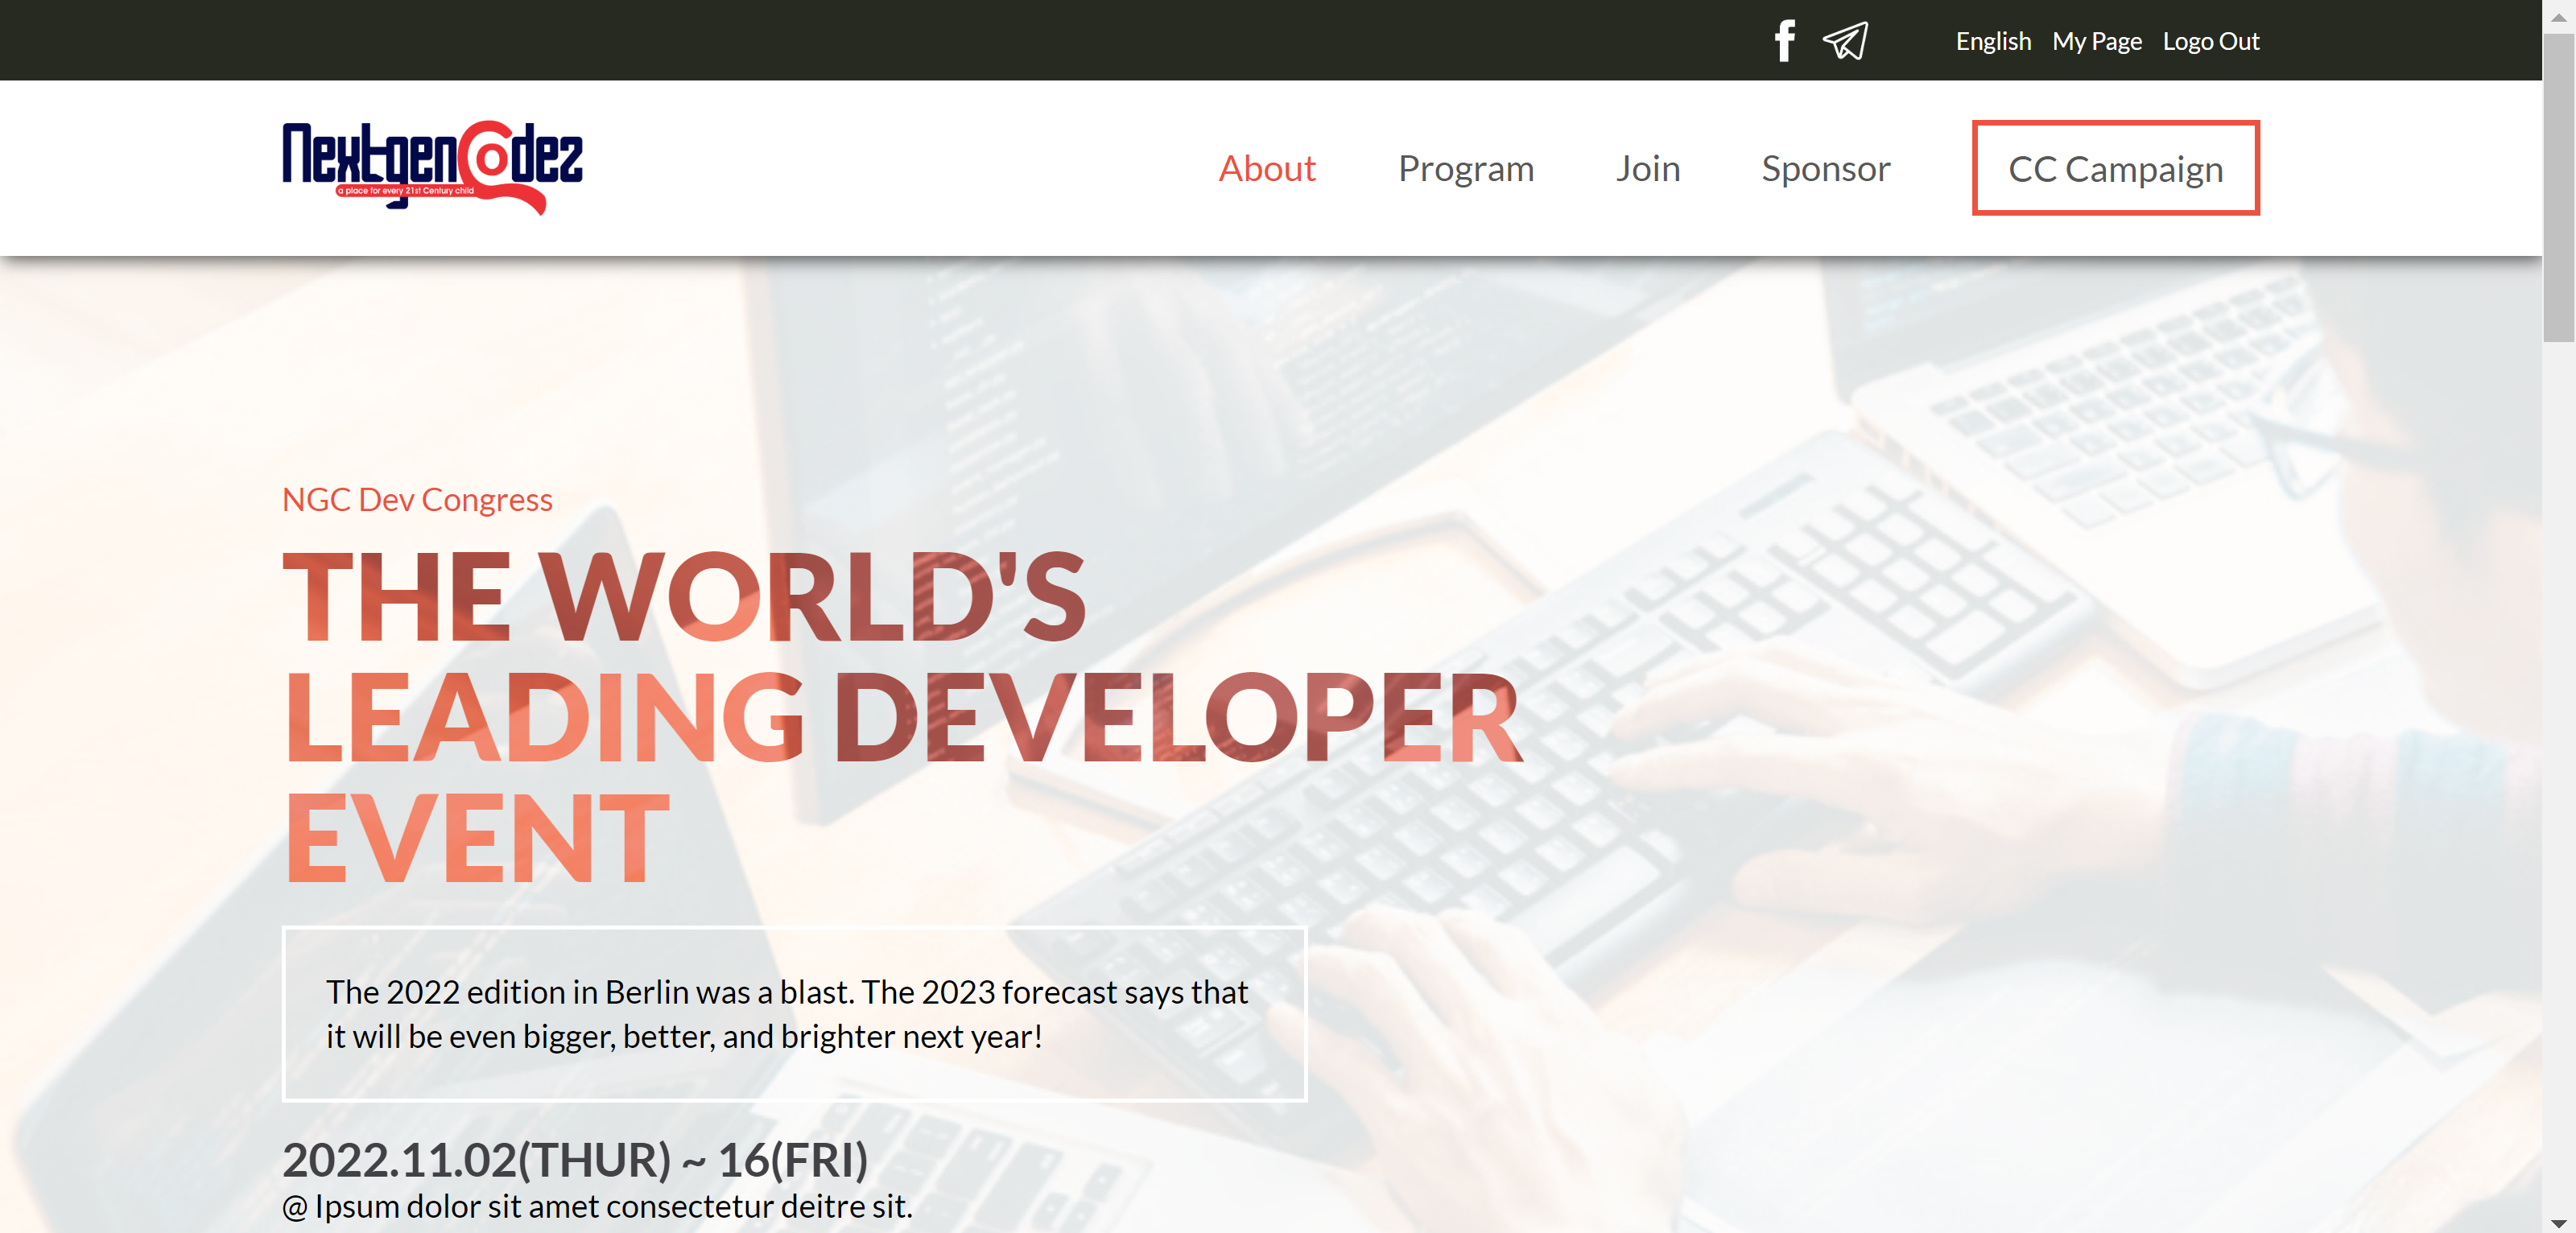 English My Page Logo Out
NextgenCodez
a place for every 21st Century child
About Program Join Sponsor CC Campaign
NGC Dev Congress
THE WORLD'S
LEADING DEVELOPER
EVENT
The 2022 edition in Berlin was a blast. The 2023 forecast says that
it will be even bigger, better, and brighter next year!
2022.11.02(THUR) ~ 16(FRI)
@ Ipsum dolor sit amet consectetur deitre sit.